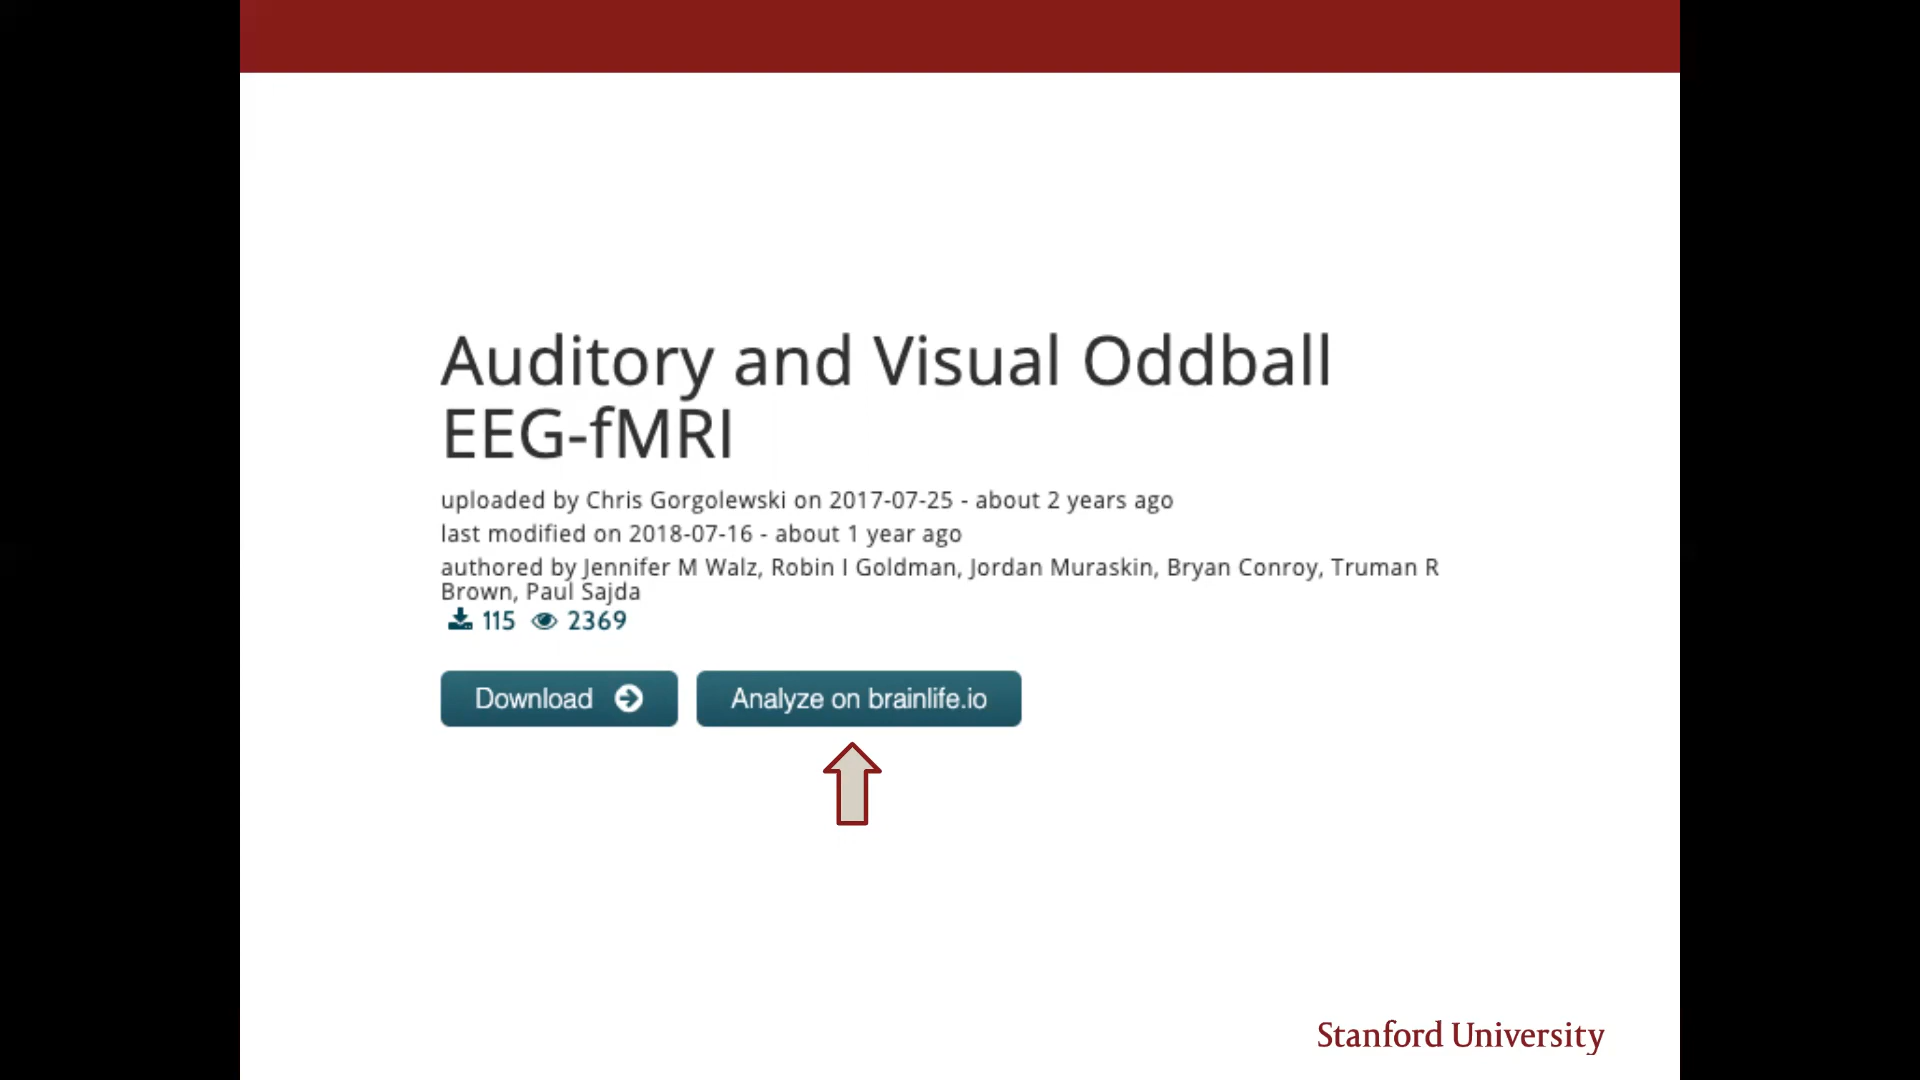 Auditory and Visual Oddball
EEG-fMRI
uploaded by Chris Gorgolewski on 2017-07-25 - about 2 years ago
last modified on 2018-07-16 - about 1 year ago
authored by Jennifer M Walz, Robin I Goldman, Jordan Muraskin, Bryan Conroy, Truman R
Brown, Paul Sajda
115 2369
Download Analyze on brainlife.io
Stanford University